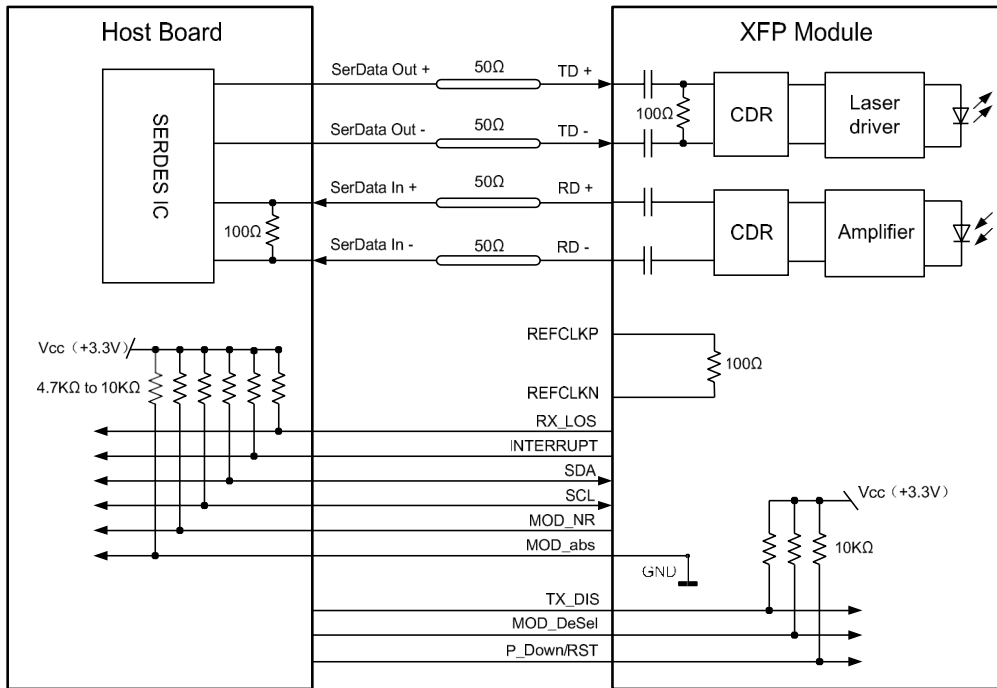 Host Board
XFP Module
SerData Out +
50Ω
TD +
SerData Out -
50Ω
TD -
SerData In +
50Ω
RD +
SerData In -
50Ω
RD -
SERDES IC
100Ω
100Ω
CDR
Laser
driver
CDR
Amplifier
REFCLKP
100Ω
REFCLKN
Vcc（+3.3V）
4.7KΩ to 10KΩ
RX_LOS
INTERRUPT
SDA
SCL
MOD_NR
MOD_abs
GND
Vcc（+3.3V）
10KΩ
TX_DIS
MOD_DeSel
P_Down/RST